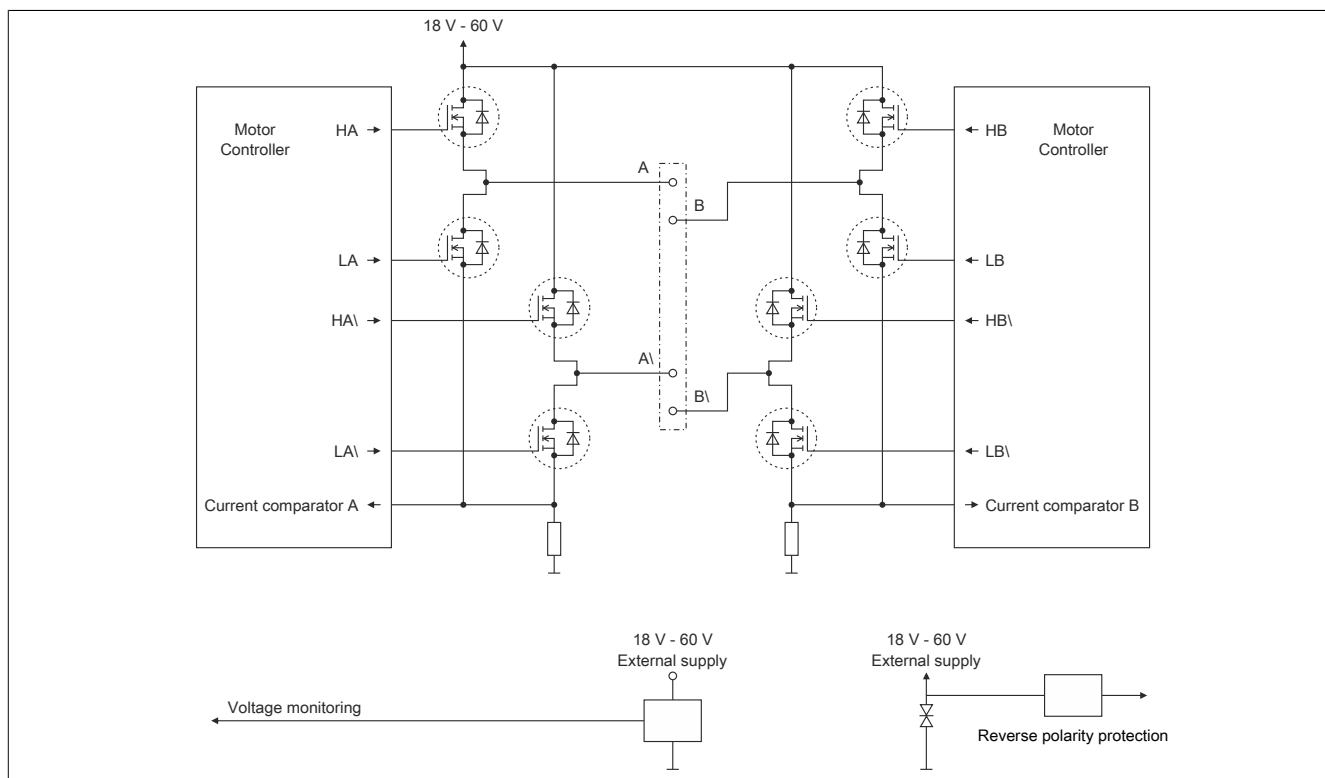 18 V - 60 V
Motor
Controller
HA
HB
Motor
Controller
A
B
LA
LB
HA\
HB\
A\
B\
LA\
LB\
Current comparator A
Current comparator B
18 V - 60 V
External supply
18 V - 60 V
External supply
Voltage monitoring
Reverse polarity protection